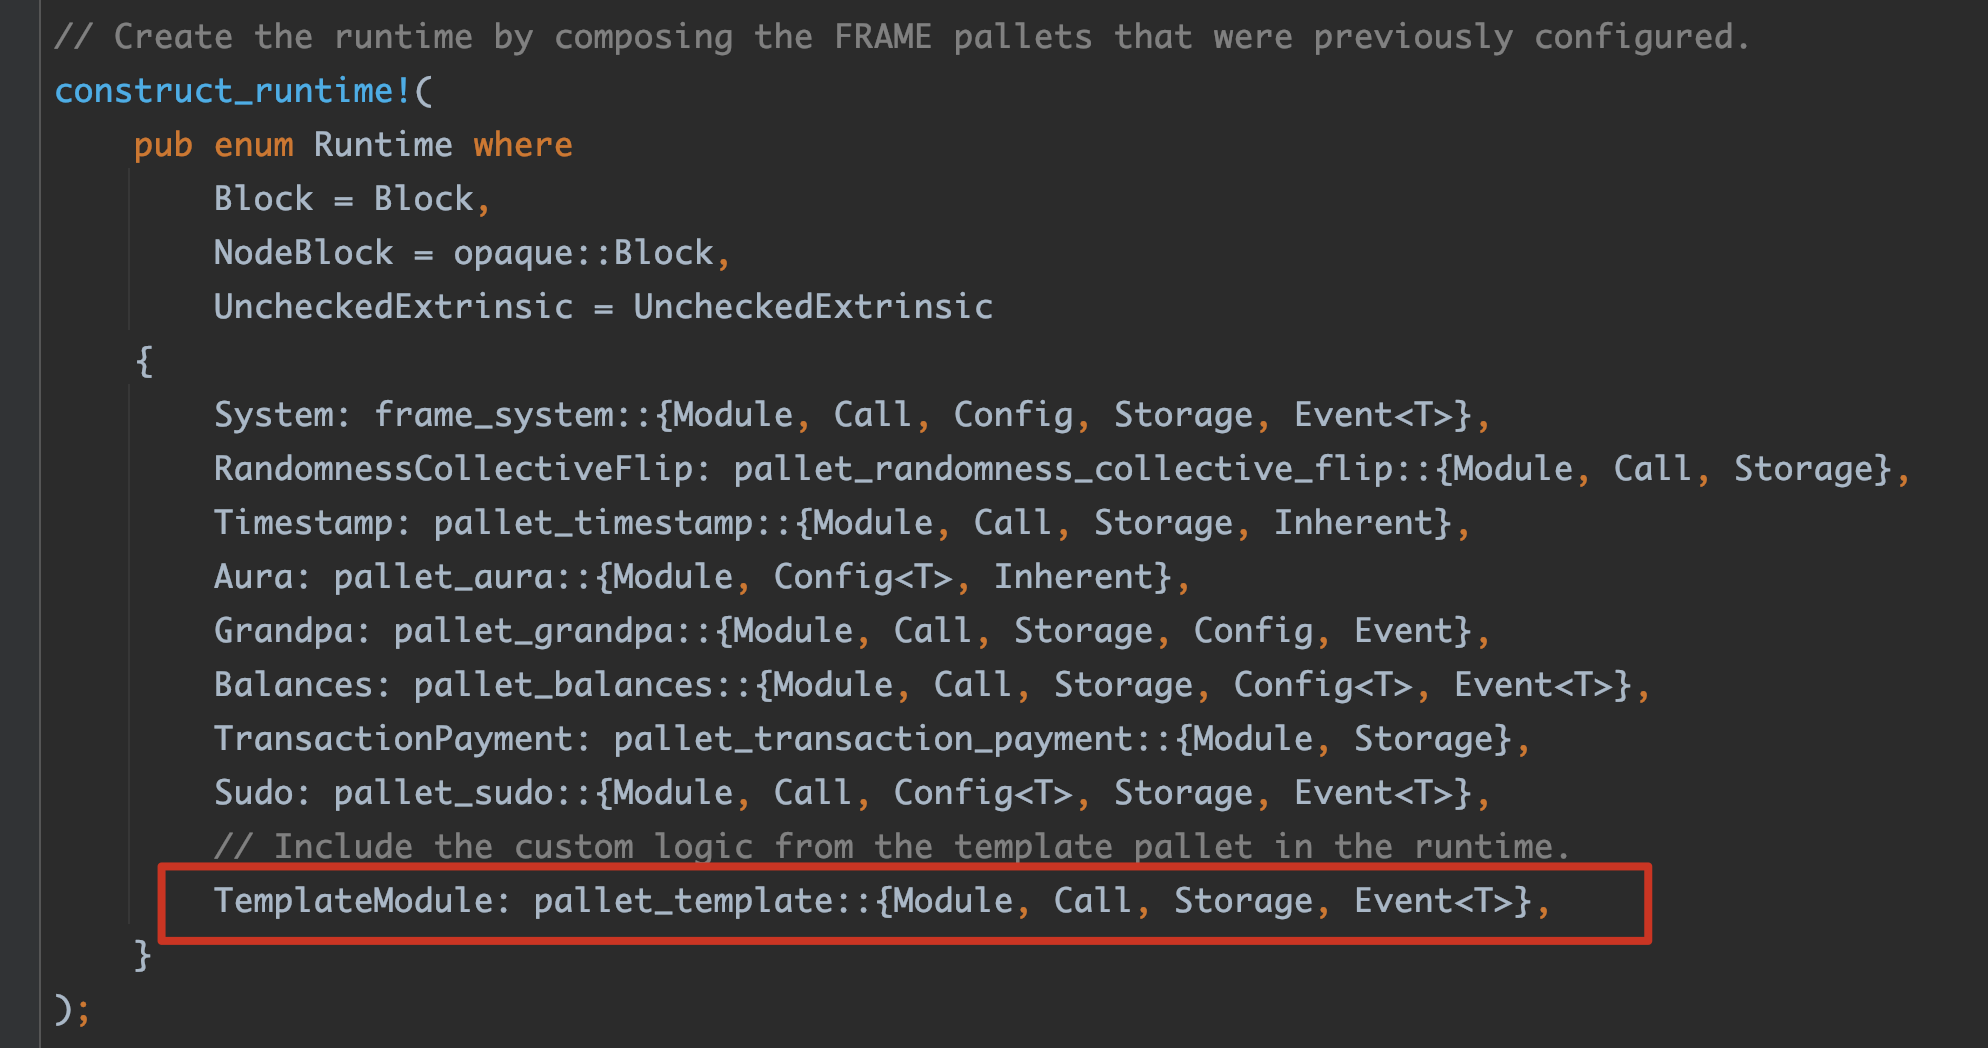 // Create the runtime by composing the FRAME pallets that were previously configured.
construct_runtime!(
    pub enum Runtime where
        Block = Block,
        NodeBlock = opaque::Block,
        UncheckedExtrinsic = UncheckedExtrinsic
    {
        System: frame_system::{Module, Call, Config, Storage, Event<T>},
        RandomnessCollectiveFlip: pallet_randomness_collective_flip::{Module, Call, Storage},
        Timestamp: pallet_timestamp::{Module, Call, Storage, Inherent},
        Aura: pallet_aura::{Module, Config<T>, Inherent},
        Grandpa: pallet_grandpa::{Module, Call, Storage, Config, Event},
        Balances: pallet_balances::{Module, Call, Storage, Config<T>, Event<T>},
        TransactionPayment: pallet_transaction_payment::{Module, Storage},
        Sudo: pallet_sudo::{Module, Call, Config<T>, Storage, Event<T>},
        // Include the custom logic from the template pallet in the runtime.
        TemplateModule: pallet_template::{Module, Call, Storage, Event<T>},
    }
);